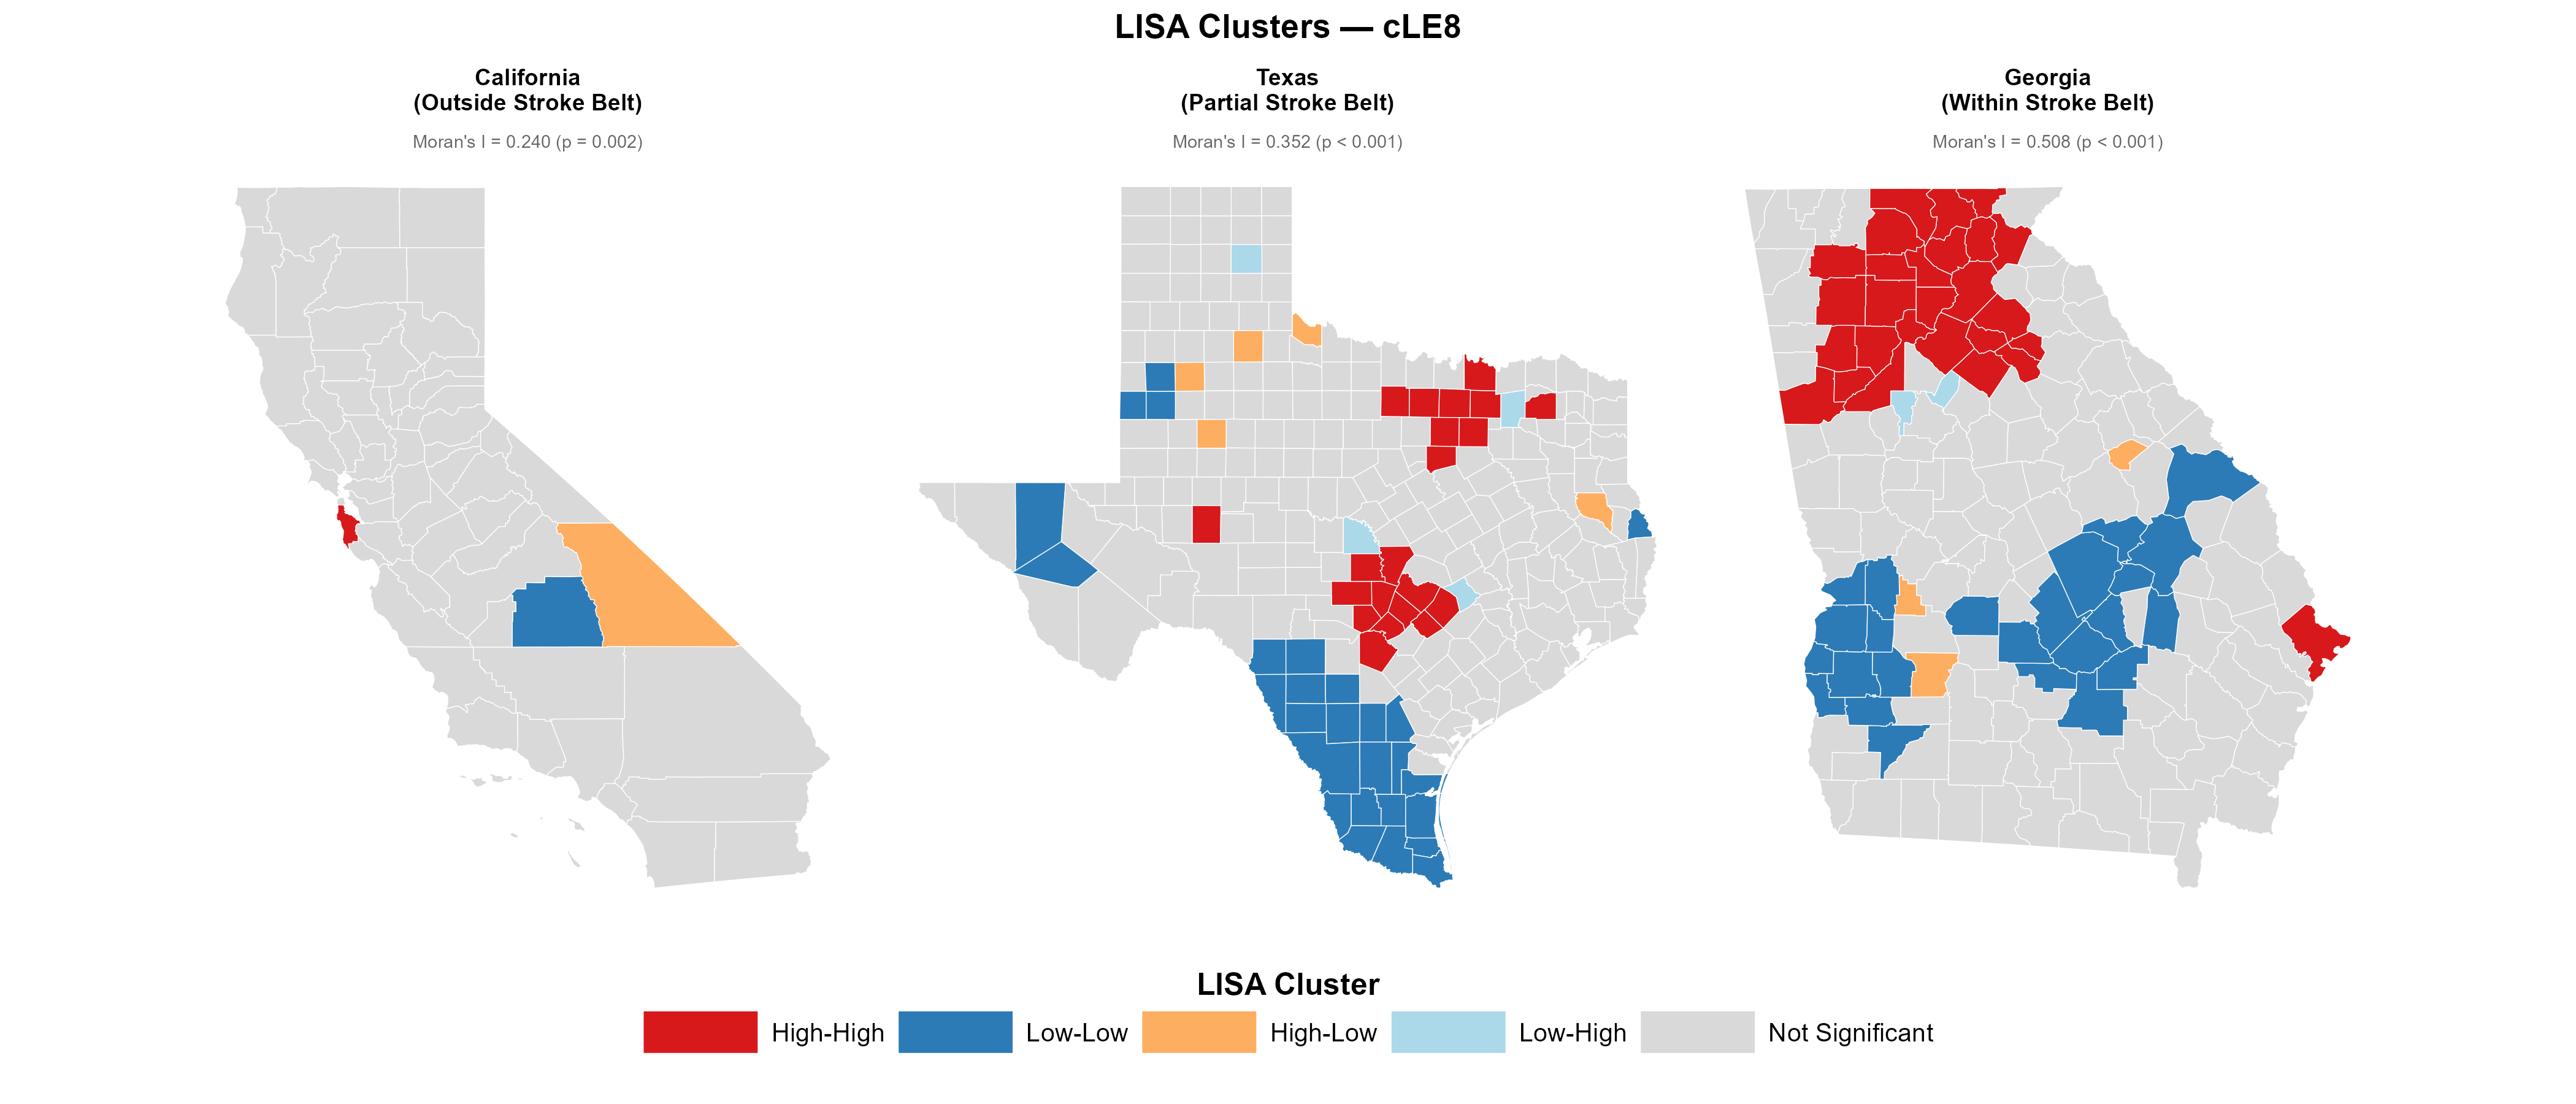 LISA Clusters — cLE8
California
(Outside Stroke Belt)
Moran's I = 0.240 (p = 0.002)
Texas
(Partial Stroke Belt)
Moran's I = 0.352 (p < 0.001)
Georgia
(Within Stroke Belt)
Moran's I = 0.508 (p < 0.001)
LISA Cluster
High-High
Low-Low
High-Low
Low-High
Not Significant